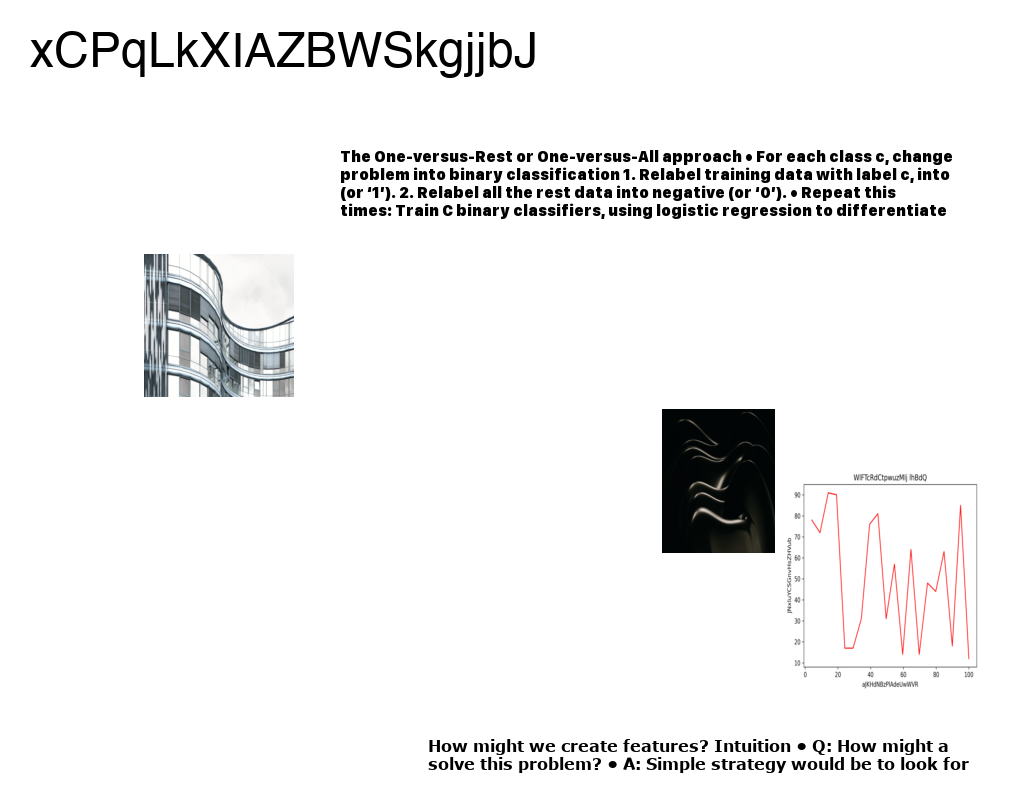 xCPqLkXIAZBWSkgjjbJ
The One-versus-Rest or One-versus-All approach • For each class c, change
problem into binary classification 1. Relabel training data with label c, into
(or ‘1’). 2. Relabel all the rest data into negative (or ‘0’). • Repeat this
times: Train C binary classifiers, using logistic regression to differentiate
90
80
70
60
50
40
30
20
10
0 20 40 60 80 100
How might we create features? Intuition • Q: How might a
solve this problem? • A: Simple strategy would be to look for